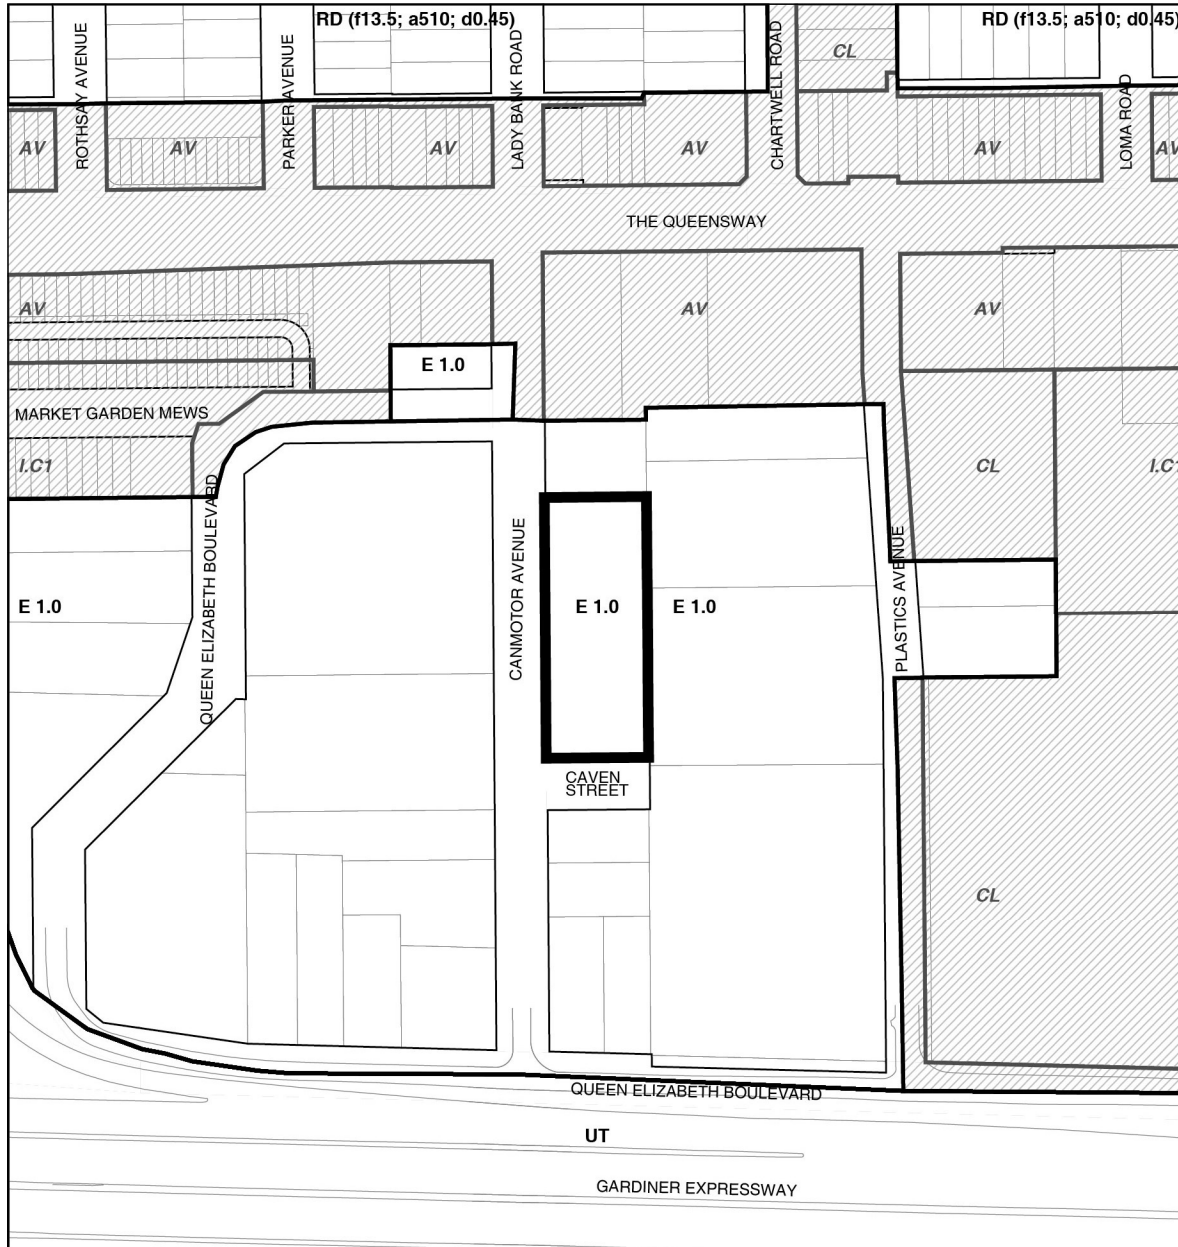 RD (f13.5; a510; d0.45)
RD (f13.5; a510; d0.45)
ROTHSAY AVENUE
PARKER AVENUE
LADY BANK ROAD
CHARTWELL ROAD
CL
LOMA ROAD
AV
AV
AV
AV
AV
AV
THE QUEENSWAY
AV
AV
AV
E 1.0
MARKET GARDEN MEWS
I.C1
CL
I.C1
QUEEN ELIZABETH BOULEVARD
CANMOTOR AVENUE
PLASTICS AVENUE
E 1.0
E 1.0
E 1.0
CAVEN
STREET
CL
QUEEN ELIZABETH BOULEVARD
UT
GARDINER EXPRESSWAY